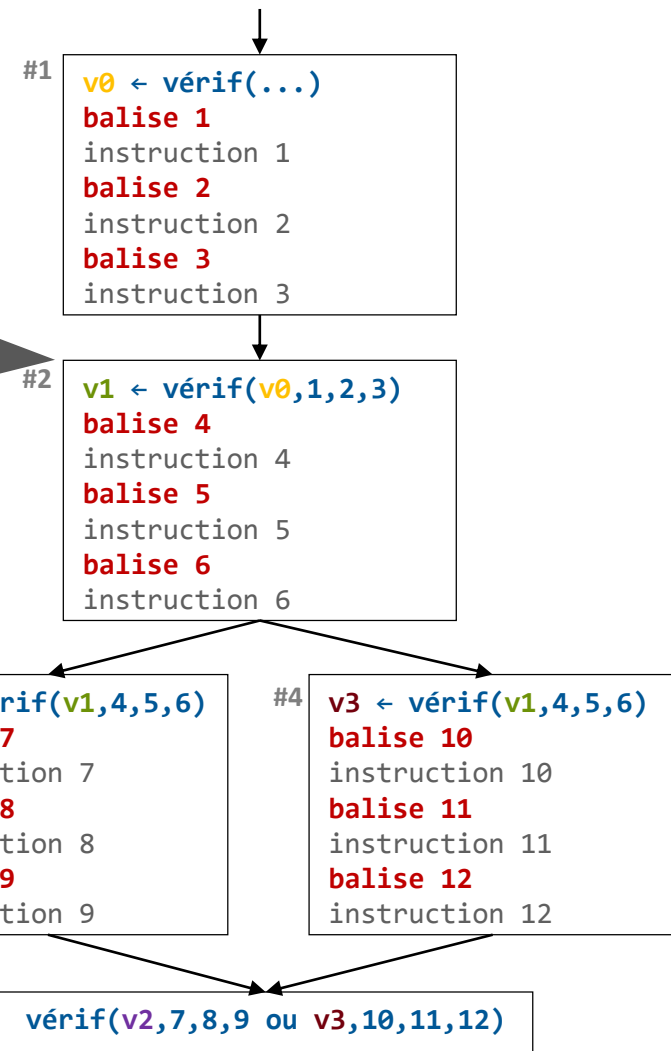 #1
v0 ← vérif(...)
balise 1
instruction 1
balise 2
instruction 2
balise 3
instruction 3
#2
v1 ← vérif(v0,1,2,3)
balise 4
instruction 4
balise 5
instruction 5
balise 6
instruction 6
rif(v1,4,5,6)
7
tion 7
8
tion 8
9
tion 9
#4
v3 ← vérif(v1,4,5,6)
balise 10
instruction 10
balise 11
instruction 11
balise 12
instruction 12
vérif(v2,7,8,9 ou v3,10,11,12)